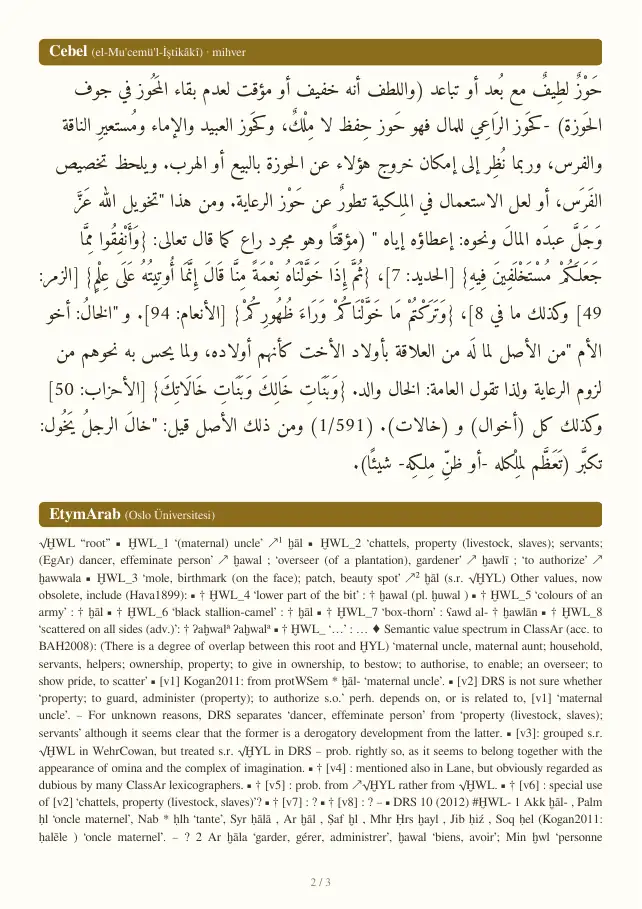 Cebel (el-Mu'cemü'l-İştikâkî) · mihver
حَوْزٌ لطِيفٌ مع بُعد أو تباعد (واللطف أنه خفيف أو مؤقت لعدم بقاء المَحُوز في جوف
الحَوزة) -كحَوز الرَاعِي للمال فهو حَوز حِفظ لا مِلْكٌ، وكحَوز العبيد والإماء ومُستعيرِ الناقة
والفرس، وربما نُظِر إلى إمكان خروج هؤلاء عن الحوزة بالبيع أو الهرب. ويلحظ تخصيص
الفَرَس، أو لعل الاستعمال في المِلكية تطورٌ عن حَوْز الرعاية. ومن هذا "تخويل الله عَزَّ
وَجَلَّ عبدَه المالَ ونحوه: إعطاؤه إياه " (مؤقتًا وهو مجرد راع كما قال تعالى: {وَأَنْفِقُوا مِمَّا
جَعَلَكُمْ مُسْتَخْلَفِينَ فِيهِ} [الحديد: 7]، {ثُمَّ إِذَا خَوَّلْنَاهُ نِعْمَةً مِنَّا قَالَ إِنَّمَا أُوتِيتُهُ عَلَى عِلْمٍ} [الزمر:
49] وكذلك ما في 8]، {وَتَرَكْتُمْ مَا خَوَّلْنَاكُمْ وَرَاءَ ظُهُورِكُمْ} [الأنعام: 94). و "الخالُ: أخو
الأم "من الأصل لما لَه من العلاقة بأولاد الأخت كأنهم أولاده، ولما يحس به نحوهم من
لزوم الرعاية ولذا تقول العامة: الخال والد. {وَبَنَاتِ خَالِكَ وَبَنَاتِ خَالَاتِكَ} [الأحزاب: 50]
وكذلك كل (أخوال) و (خالات). (1/591) ومن ذلك الأصل قيل: "خالَ الرجلُ يَخُول:
تكبَّر (تَعَظَّم لمِلْكله -أو ظنِّ مِلكِه- شيئًا).
EtymArab (Oslo Üniversitesi)
√ḪWL “root” ▪ ḪWL_1 ‘(maternal) uncle’ ↗¹ ḫāl ▪ ḪWL_2 ‘chattels, property (livestock, slaves); servants;
(EgAr) dancer, effeminate person’ ↗ ḫawal ; ‘overseer (of a plantation), gardener’ ↗ ḫawlī ; ‘to authorize’ ↗
ḫawwala ▪ ḪWL_3 ‘mole, birthmark (on the face); patch, beauty spot’ ↗² ḫāl (s.r. √ḪYL) Other values, now
obsolete, include (Hava1899): ▪ † ḪWL_4 ‘lower part of the bit’ : † ḫawal (pl. ḫuwal ) ▪ † ḪWL_5 ‘colours of an
army’ : † ḫāl ▪ † ḪWL_6 ‘black stallion-camel’ : † ḫāl ▪ † ḪWL_7 ‘box-thorn’ : ʕawd al- † ḫawlān ▪ † ḪWL_8
‘scattered on all sides (adv.)’: † ʔaḫwalᵃ ʔaḫwalᵃ ▪ † ḪWL_ ‘…’ : … ♦ Semantic value spectrum in ClassAr (acc. to
BAH2008): (There is a degree of overlap between this root and ḪYL) ‘maternal uncle, maternal aunt; household,
servants, helpers; ownership, property; to give in ownership, to bestow; to authorise, to enable; an overseer; to
show pride, to scatter’ ▪ [v1] Kogan2011: from protWSem * ḫāl- ‘maternal uncle’. ▪ [v2] DRS is not sure whether
‘property; to guard, administer (property); to authorize s.o.’ perh. depends on, or is related to, [v1] ‘maternal
uncle’. – For unknown reasons, DRS separates ‘dancer, effeminate person’ from ‘property (livestock, slaves);
servants’ although it seems clear that the former is a derogatory development from the latter. ▪ [v3]: grouped s.r.
√ḪWL in WehrCowan, but treated s.r. √ḪYL in DRS – prob. rightly so, as it seems to belong together with the
appearance of omina and the complex of imagination. ▪ † [v4] : mentioned also in Lane, but obviously regarded as
dubious by many ClassAr lexicographers. ▪ † [v5] : prob. from ↗√ḪYL rather from √ḪWL. ▪ † [v6] : special use
of [v2] ‘chattels, property (livestock, slaves)’? ▪ † [v7] : ? ▪ † [v8] : ? – ▪ DRS 10 (2012) #ḪWL- 1 Akk ḫāl- , Palm
ḥl ‘oncle maternel’, Nab * ḥlh ‘tante’, Syr ḥālā , Ar ḫāl , Ṣaf ḫl , Mhr Ḥrs ḫayl , Jib ḫiź , Soq ḥel (Kogan2011:
ḥalēle ) ‘oncle maternel’. – ? 2 Ar ḫāla ‘garder, gérer, administrer’, ḫawal ‘biens, avoir’; Min ḫwl ‘personne
2 / 3